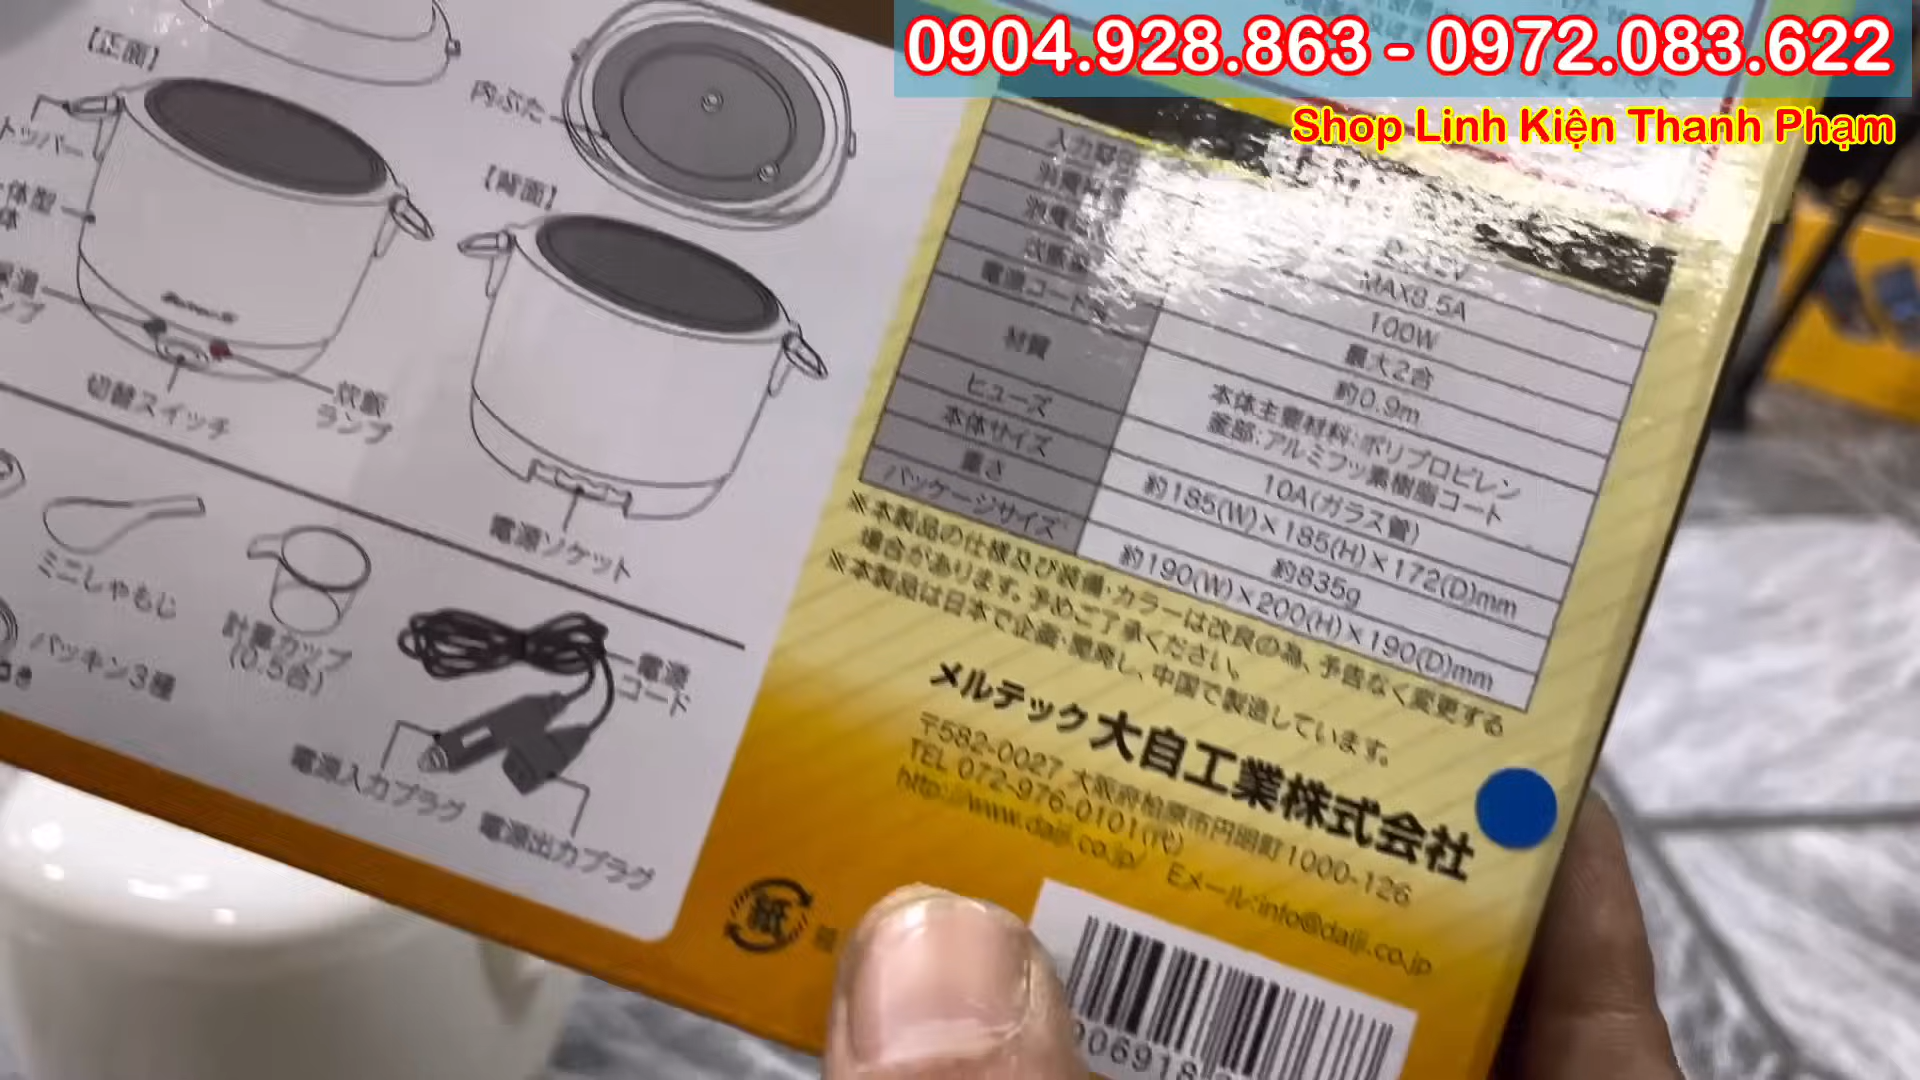 0904.928.863 - 0972.083.622
Shop Linh Kiện Thanh Phạm
【正面】
内ぶた
【背面】
切替スイッチ
炊飯
ランプ
電源ソケット
ミニしゃもじ
計量カップ
(0.5合)
パッキン3種
電源
コード
電源入力プラグ
電源出力プラグ
MAX8.5A
100W
最大2合
電源コード
約0.9m
材質
本体主要材料:ポリプロピレン
釜部:アルミフッ素樹脂コート
ヒューズ
10A(ガラス管)
本体サイズ
約185(W)×185(H)×172(D)mm
重さ
約835g
パッケージサイズ
約190(W)×200(H)×190(D)mm
※本製品の仕様及び装備・カラーは改良の為、予告なく変更する
場合があります。予めご了承ください。
※本製品は日本で企画・開発し、中国で製造しています。
メルテック大自工業株式会社
〒582-0027 大阪府柏原市円明町1000-126
TEL 072-976-0101(代)
http://www.daiji.co.jp/ Eメール:info@daiji.co.jp
紙